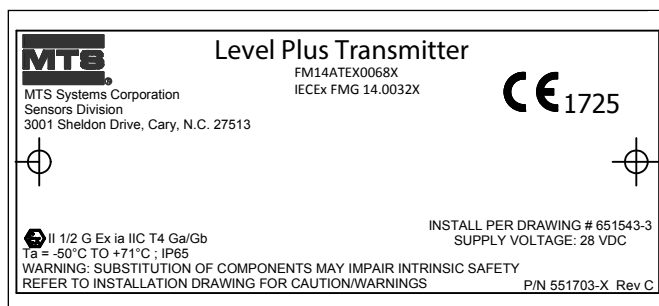 MTS
Level Plus Transmitter
FM14ATEX0068X
IECEx FMG 14.0032X
MTS Systems Corporation
Sensors Division
3001 Sheldon Drive, Cary, N.C. 27513
CE 1725
INSTALL PER DRAWING # 651543-3
SUPPLY VOLTAGE: 28 VDC
Ex II 1/2 G Ex ia IIC T4 Ga/Gb
Ta = -50°C TO +71°C ; IP65
WARNING: SUBSTITUTION OF COMPONENTS MAY IMPAIR INTRINSIC SAFETY
REFER TO INSTALLATION DRAWING FOR CAUTION/WARNINGS
P/N 551703-X Rev C